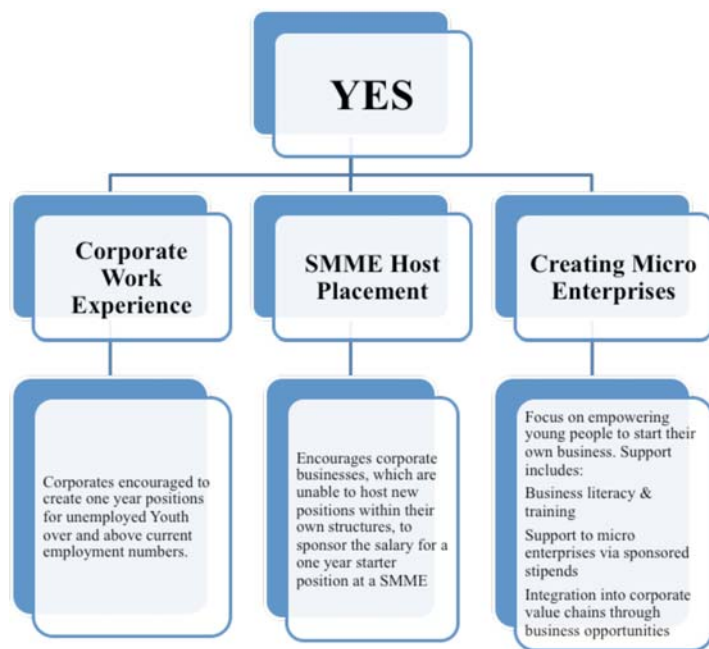 YES
Corporate
Work
Experience
SMME Host
Placement
Creating Micro
Enterprises
Corporates encouraged to
create one year positions
for unemployed Youth
over and above current
employment numbers.
Encourages corporate
businesses, which are
unable to host new
positions within their
own structures, to
sponsor the salary for a
one year starter
position at a SMME
Focus on empowering
young people to start their
own business. Support
includes:
Business literacy &
training
Support to micro
enterprises via sponsored
stipends
Integration into corporate
value chains through
business opportunities